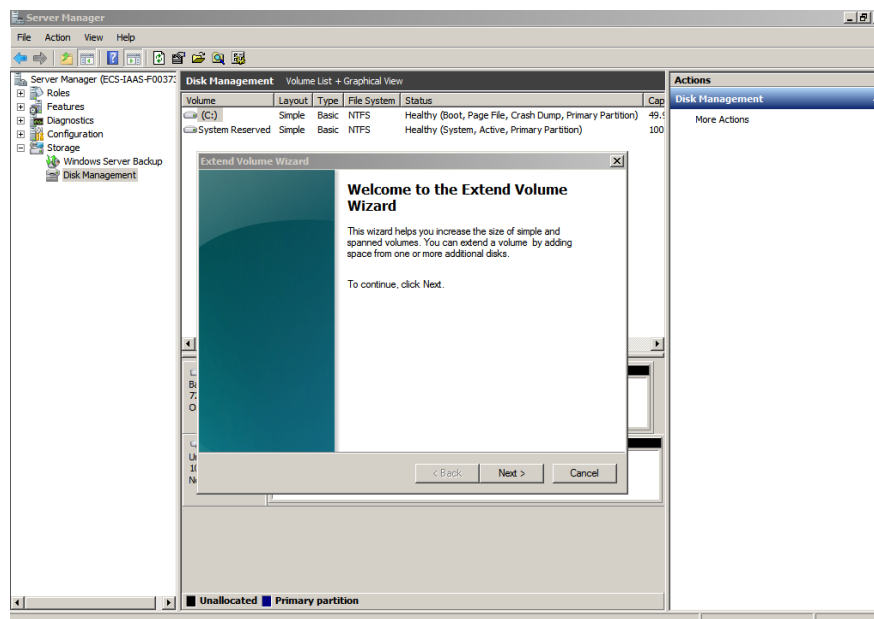 Server Manager
File Action View Help
Server Manager (ECS-IAAS-F0037:
Roles
Features
Diagnostics
Configuration
Storage
Windows Server Backup
Disk Management
Disk Management Volume List + Graphical View
Volume Layout Type File System Status Cap
(C:) Simple Basic NTFS Healthy (Boot, Page File, Crash Dump, Primary Partition) 49.9
System Reserved Simple Basic NTFS Healthy (System, Active, Primary Partition) 100
Extend Volume Wizard
Welcome to the Extend Volume
Wizard
This wizard helps you increase the size of simple and
spanned volumes. You can extend a volume by adding
space from one or more additional disks.
To continue, click Next.
< Back Next > Cancel
Unallocated Primary partition
Actions
Disk Management
More Actions